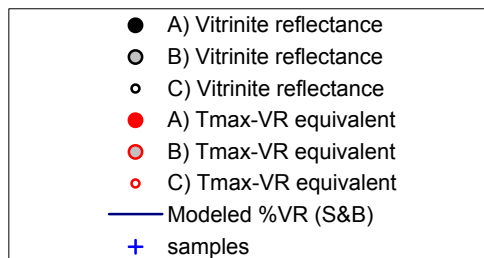 A) Vitrinite reflectance
B) Vitrinite reflectance
C) Vitrinite reflectance
A) Tmax-VR equivalent
B) Tmax-VR equivalent
C) Tmax-VR equivalent
Modeled %VR (S&B)
samples